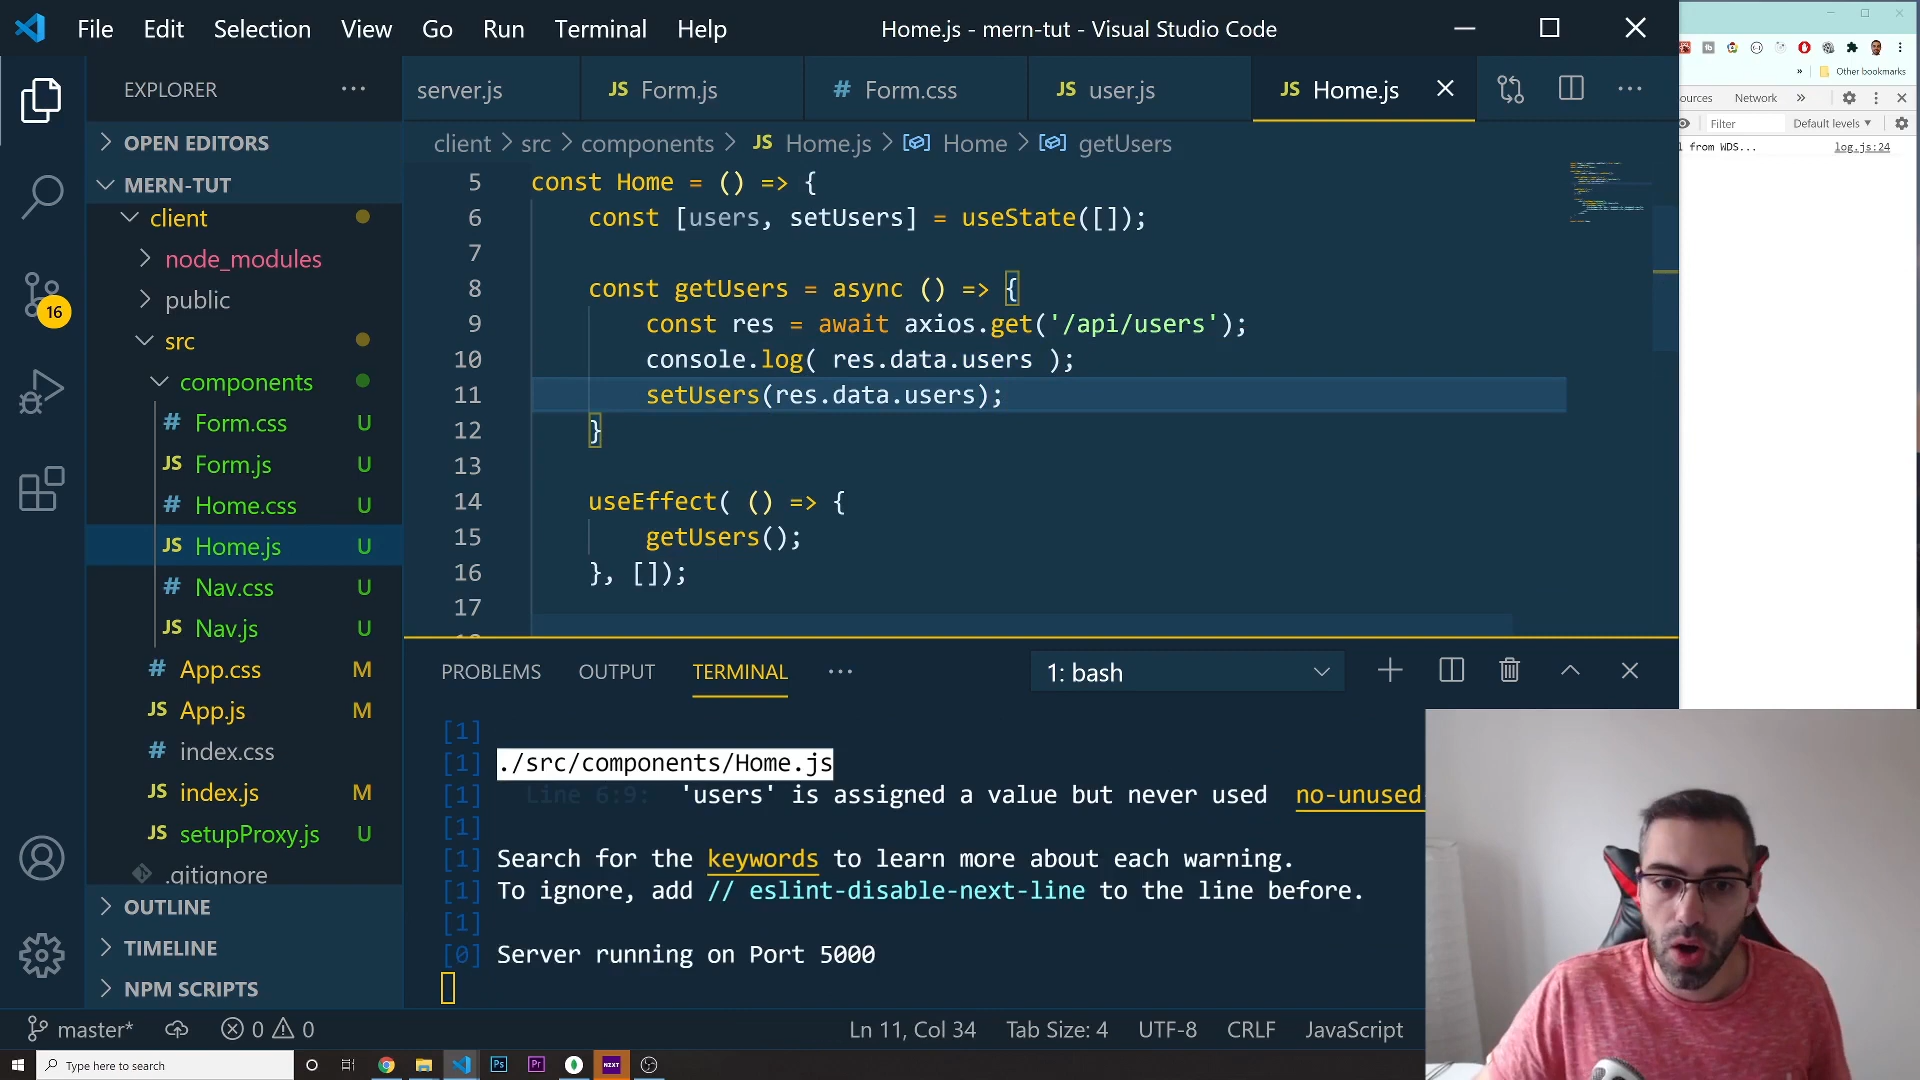 File Edit Selection View Go Run Terminal Help
Home.js - mern-tut - Visual Studio Code
EXPLORER
server.js
JS Form.js
# Form.css
JS user.js
JS Home.js
client > src > components > JS Home.js > Home > getUsers
OPEN EDITORS
MERN-TUT
client
node_modules
public
src
components
# Form.css U
JS Form.js U
# Home.css U
JS Home.js U
# Nav.css U
JS Nav.js U
# App.css M
JS App.js M
# index.css
JS index.js M
JS setupProxy.js U
.gitignore
OUTLINE
TIMELINE
NPM SCRIPTS
16
5 const Home = () => {
6 const [users, setUsers] = useState([]);
7
8 const getUsers = async () => {
9 const res = await axios.get('/api/users');
10 console.log( res.data.users );
11 setUsers(res.data.users);
12 }
13
14 useEffect( () => {
15 getUsers();
16 }, []);
17
PROBLEMS OUTPUT TERMINAL ···
1: bash
[1]
[1] ./src/components/Home.js
[1] Line 6:9: 'users' is assigned a value but never used no-unused-
[1]
[1] Search for the keywords to learn more about each warning.
[1] To ignore, add // eslint-disable-next-line to the line before.
[1]
[0] Server running on Port 5000
master* 0 0
Ln 11, Col 34 Tab Size: 4 UTF-8 CRLF JavaScript
Type here to search
Ps Pr NZXT
» Other bookmarks
ources Network »
Filter Default levels ▼
l from WDS... log.js:24